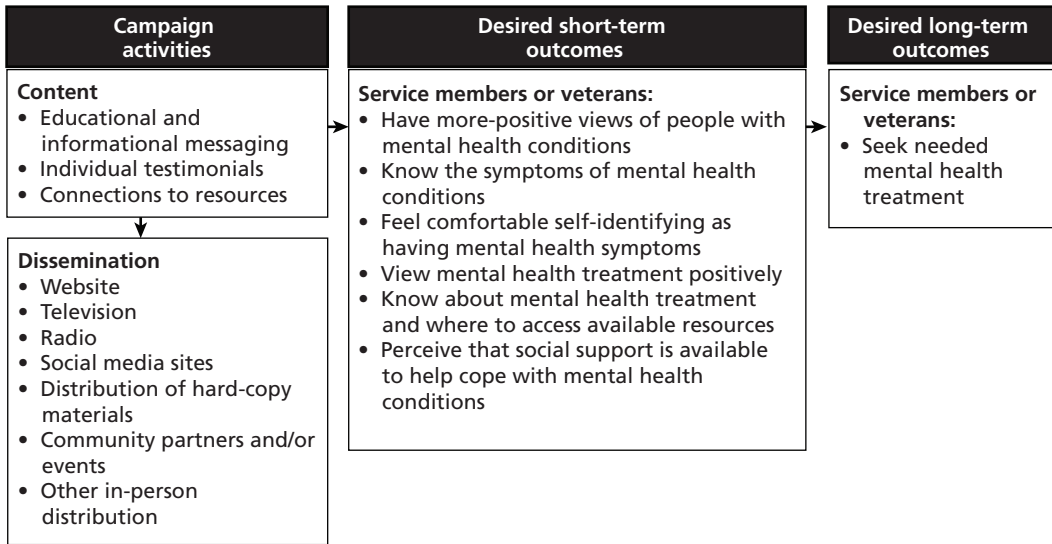 Campaign
activities
Content
• Educational and
informational messaging
• Individual testimonials
• Connections to resources
Dissemination
• Website
• Television
• Radio
• Social media sites
• Distribution of hard-copy
materials
• Community partners and/or
events
• Other in-person
distribution
Desired short-term
outcomes
Service members or veterans:
• Have more-positive views of people with
mental health conditions
• Know the symptoms of mental health
conditions
• Feel comfortable self-identifying as
having mental health symptoms
• View mental health treatment positively
• Know about mental health treatment
and where to access available resources
• Perceive that social support is available
to help cope with mental health
conditions
Desired long-term
outcomes
Service members or
veterans:
• Seek needed
mental health
treatment